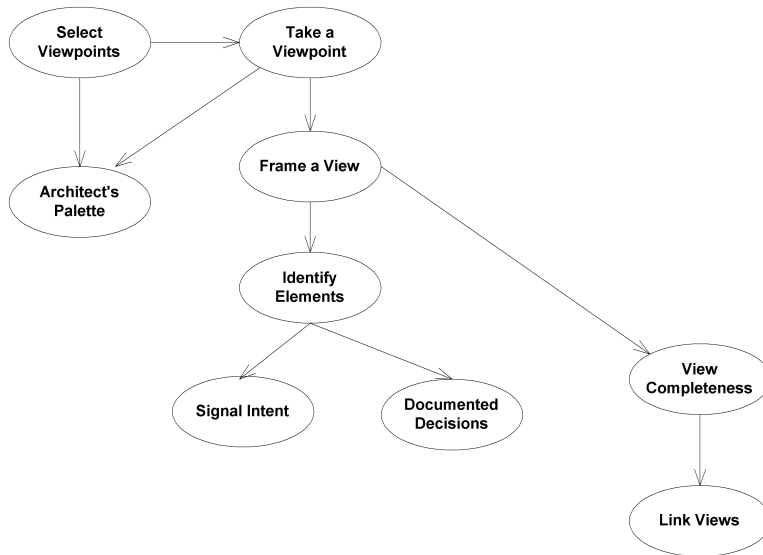 Select
Viewpoints
Take a
Viewpoint
Architect's
Palette
Frame a View
Identify
Elements
Signal Intent
Documented
Decisions
View
Completeness
Link Views